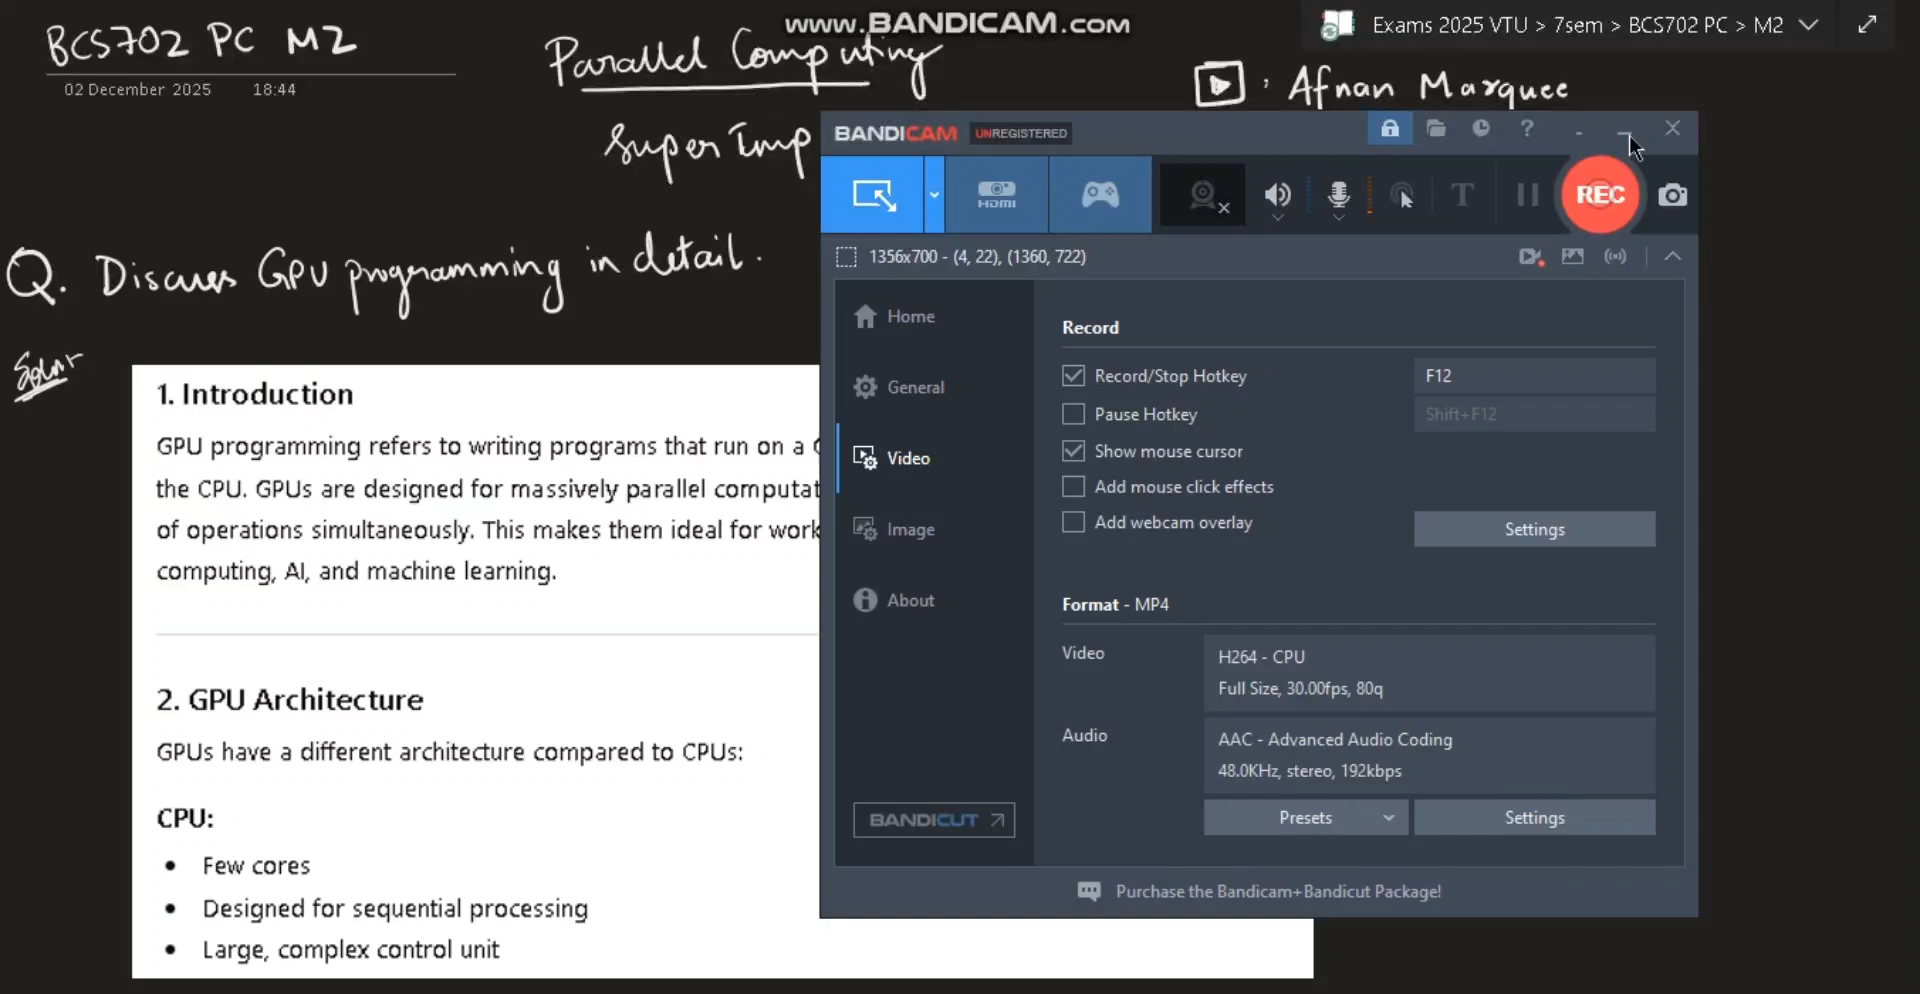 www.BANDICAM.com
Exams 2025 VTU > 7sem > BCS702 PC > M2
BCS702 PC M2
02 December 2025 18:44
Parallel Computing
: Afnan Marquee
Super Imp
Q. Discuss GPU programming in detail.
Soln
1. Introduction
GPU programming refers to writing programs that run on a
the CPU. GPUs are designed for massively parallel computat
of operations simultaneously. This makes them ideal for work
computing, AI, and machine learning.
2. GPU Architecture
GPUs have a different architecture compared to CPUs:
CPU:
• Few cores
• Designed for sequential processing
• Large, complex control unit
BANDICAM UNREGISTERED
?
HDMI
T
REC
1356x700 - (4, 22), (1360, 722)
Home
General
Video
Image
About
BANDICUT
Record
Record/Stop Hotkey F12
Pause Hotkey Shift+F12
Show mouse cursor
Add mouse click effects
Add webcam overlay Settings
Format - MP4
Video
H264 - CPU
Full Size, 30.00fps, 80q
Audio
AAC - Advanced Audio Coding
48.0KHz, stereo, 192kbps
Presets Settings
Purchase the Bandicam+Bandicut Package!